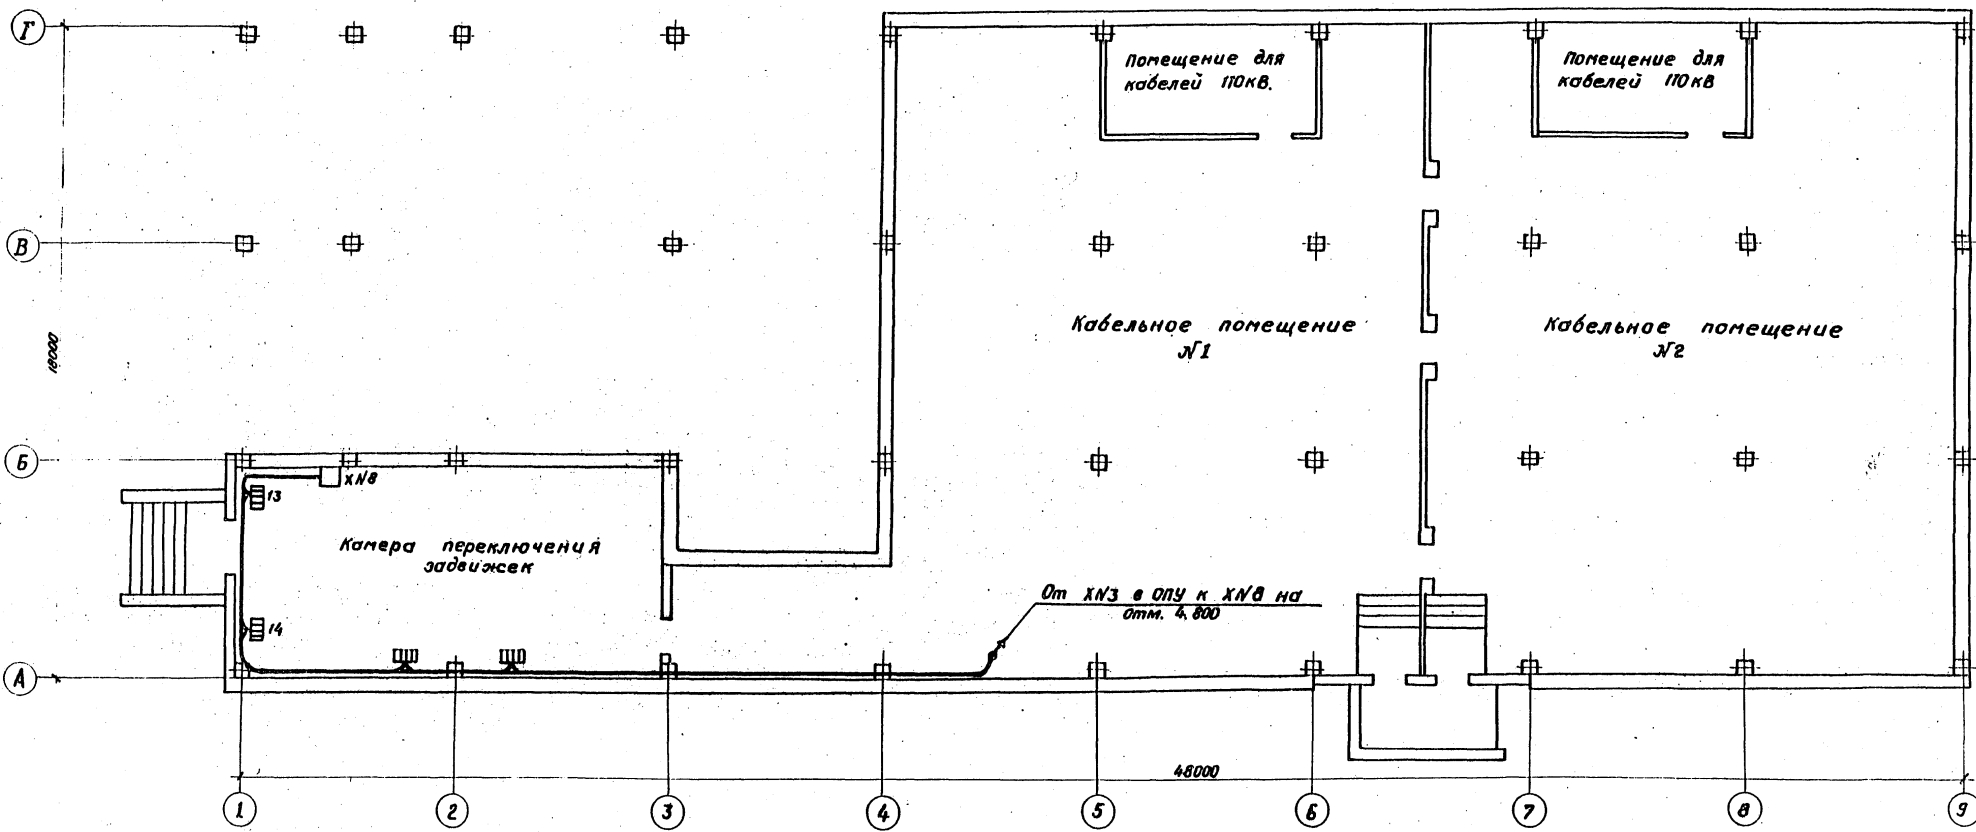 Г
Помещение для
кабелей 110кв.
Помещение для
кабелей 110кв
В
18000
Кабельное помещение
№1
Кабельное помещение
№2
Б
ХN8
13
Камера переключения
задвижек
От ХN3 в ОПУ к ХN8 на
отм. 4.800
14
А
48000
1
2
3
4
5
6
7
8
9